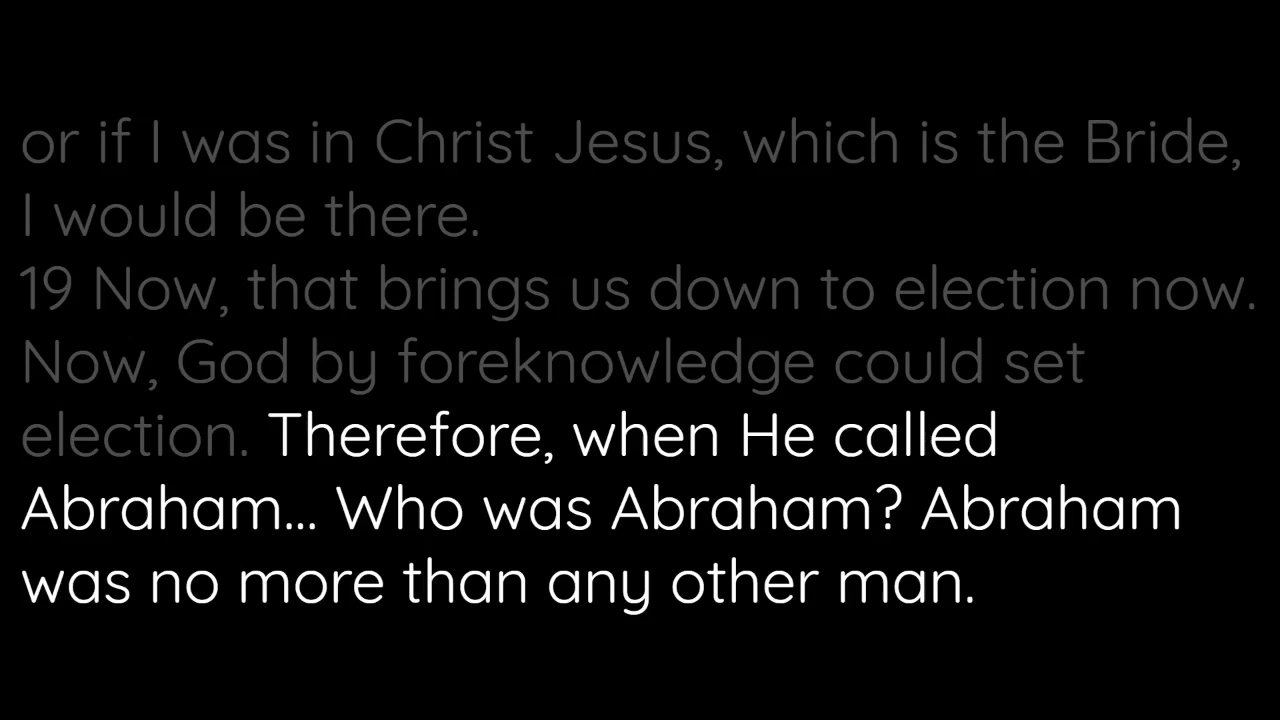 or if I was in Christ Jesus, which is the Bride,
I would be there.
19 Now, that brings us down to election now.
Now, God by foreknowledge could set
election. Therefore, when He called
Abraham... Who was Abraham? Abraham
was no more than any other man.